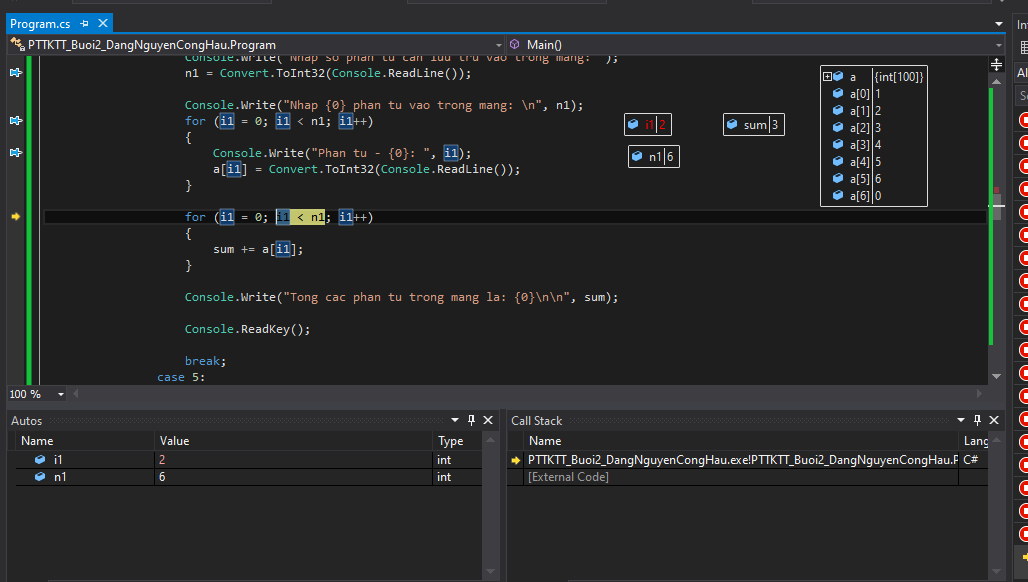 Program.cs
PTTKTT_Buoi2_DangNguyenCongHau.Program
Main()
Console.Write("Nhap so phan tu can luu tru vao trong mang: ");
n1 = Convert.ToInt32(Console.ReadLine());
Console.Write("Nhap {0} phan tu vao trong mang: \n", n1);
for (i1 = 0; i1 < n1; i1++)
{
Console.Write("Phan tu - {0}: ", i1);
a[i1] = Convert.ToInt32(Console.ReadLine());
}
for (i1 = 0; i1 < n1; i1++)
{
sum += a[i1];
}
Console.Write("Tong cac phan tu trong mang la: {0}\n\n", sum);
Console.ReadKey();
break;
case 5:
i1 2
n1 6
sum 3
a {int[100]}
a[0] 1
a[1] 2
a[2] 3
a[3] 4
a[4] 5
a[5] 6
a[6] 0
100 %
Autos
Name Value Type
i1 2 int
n1 6 int
Call Stack
Name Lang
PTTKTT_Buoi2_DangNguyenCongHau.exe!PTTKTT_Buoi2_DangNguyenCongHau.P C#
[External Code]